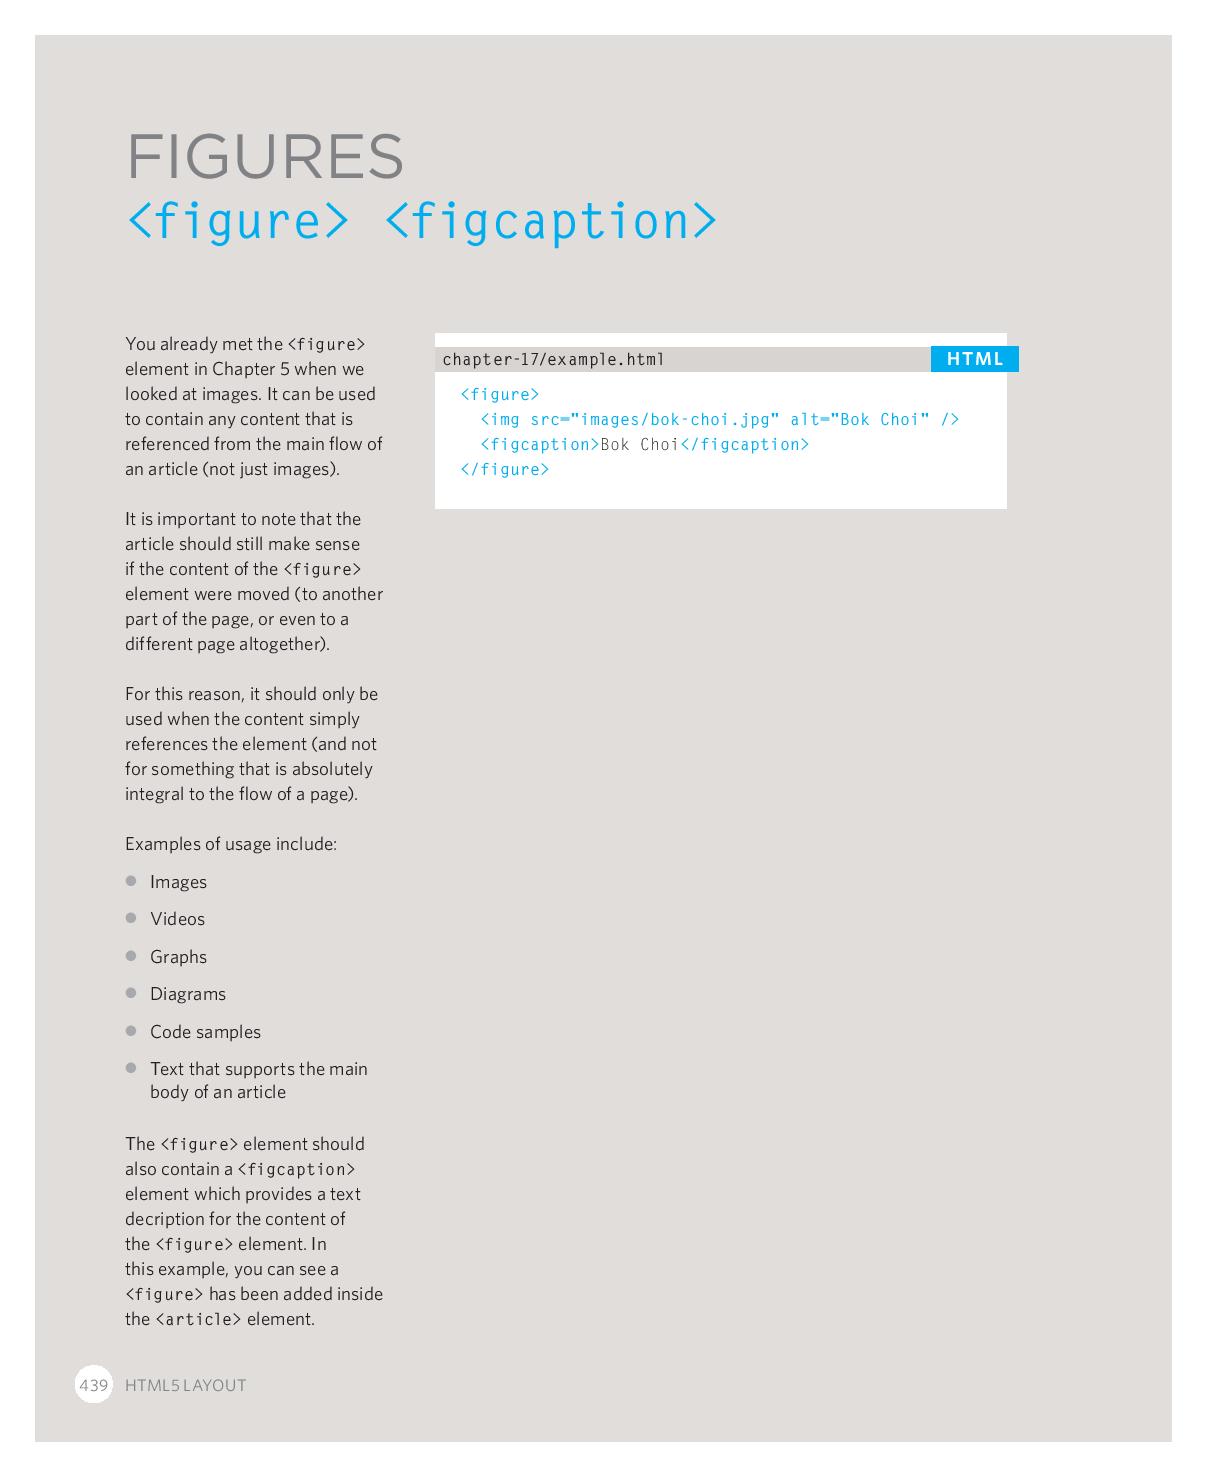 FIGURES
<figure> <figcaption>
You already met the <figure>
element in Chapter 5 when we
looked at images. It can be used
to contain any content that is
referenced from the main flow of
an article (not just images).
It is important to note that the
article should still make sense
if the content of the <figure>
element were moved (to another
part of the page, or even to a
different page altogether).
For this reason, it should only be
used when the content simply
references the element (and not
for something that is absolutely
integral to the flow of a page).
Examples of usage include:
● Images
● Videos
● Graphs
● Diagrams
● Code samples
● Text that supports the main
body of an article
The <figure> element should
also contain a <figcaption>
element which provides a text
decription for the content of
the <figure> element. In
this example, you can see a
<figure> has been added inside
the <article> element.
chapter-17/example.html HTML
<figure>
  <img src="images/bok-choi.jpg" alt="Bok Choi" />
  <figcaption>Bok Choi</figcaption>
</figure>
439 HTML5 LAYOUT